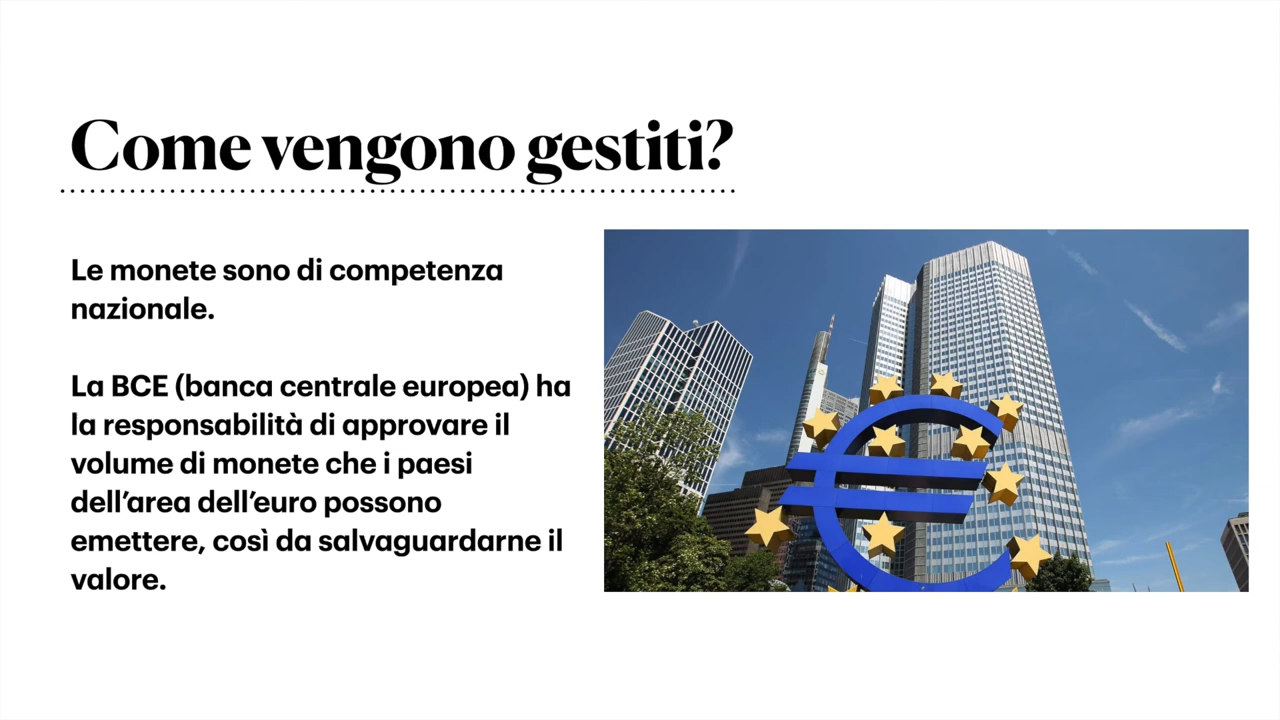 Come vengono gestiti?
Le monete sono di competenza
nazionale.
La BCE (banca centrale europea) ha
la responsabilità di approvare il
volume di monete che i paesi
dell’area dell’euro possono
emettere, così da salvaguardarne il
valore.